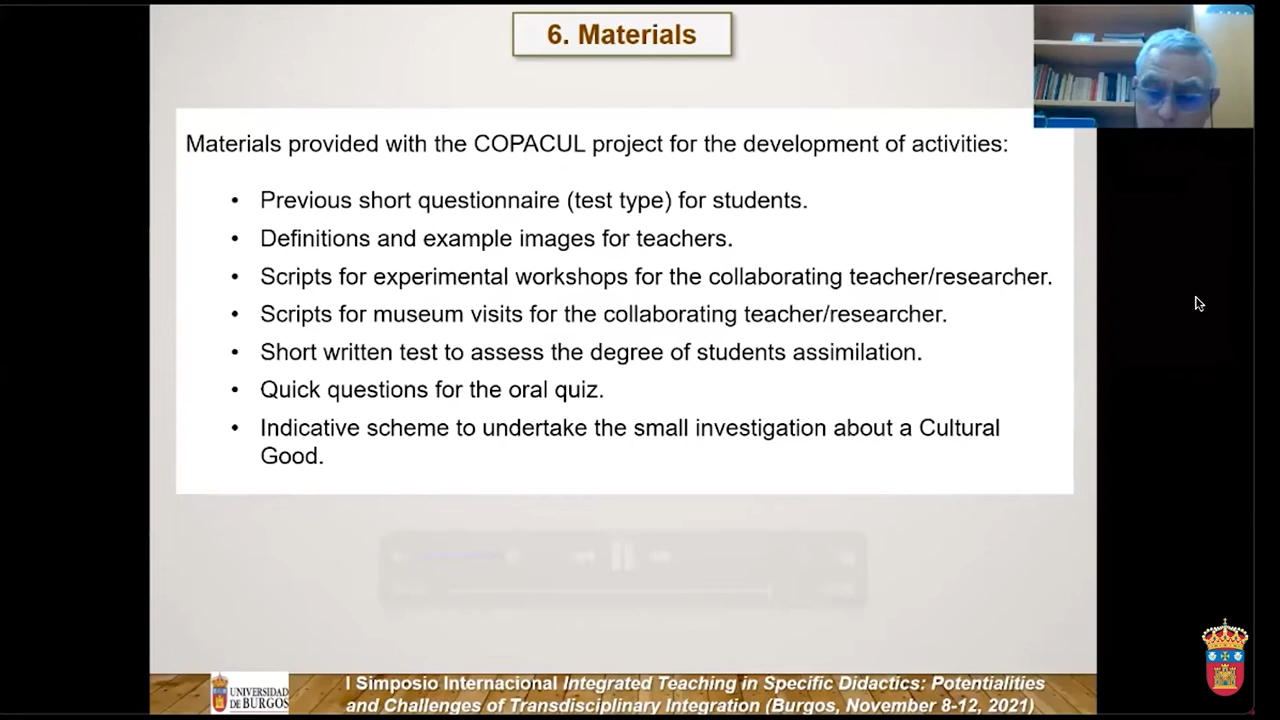 6. Materials
Materials provided with the COPACUL project for the development of activities:
• Previous short questionnaire (test type) for students.
• Definitions and example images for teachers.
• Scripts for experimental workshops for the collaborating teacher/researcher.
• Scripts for museum visits for the collaborating teacher/researcher.
• Short written test to assess the degree of students assimilation.
• Quick questions for the oral quiz.
• Indicative scheme to undertake the small investigation about a Cultural
Good.
UNIVERSIDAD
DE BURGOS
I Simposio Internacional Integrated Teaching in Specific Didactics: Potentialities
and Challenges of Transdisciplinary Integration (Burgos, November 8-12, 2021)